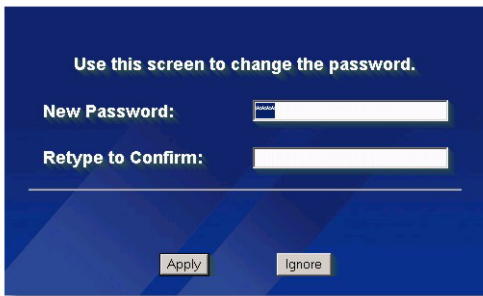 Use this screen to change the password.
New Password:
Retype to Confirm:
Apply Ignore